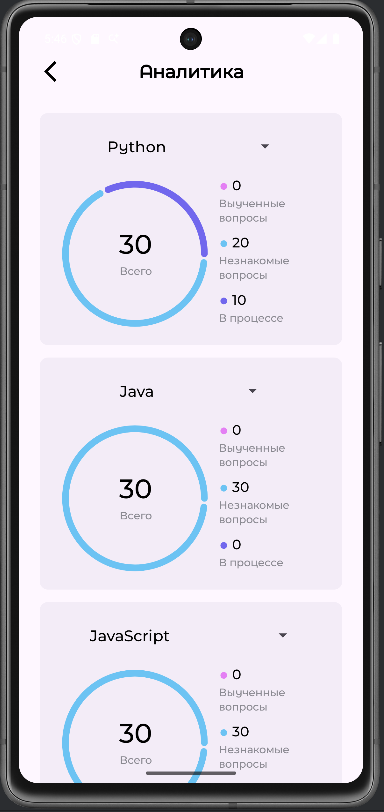 Аналитика
Python
0
Выученные
вопросы
30
Всего
20
Незнакомые
вопросы
10
В процессе
Java
0
Выученные
вопросы
30
Всего
30
Незнакомые
вопросы
0
В процессе
JavaScript
0
Выученные
вопросы
30
Всего
30
Незнакомые
вопросы